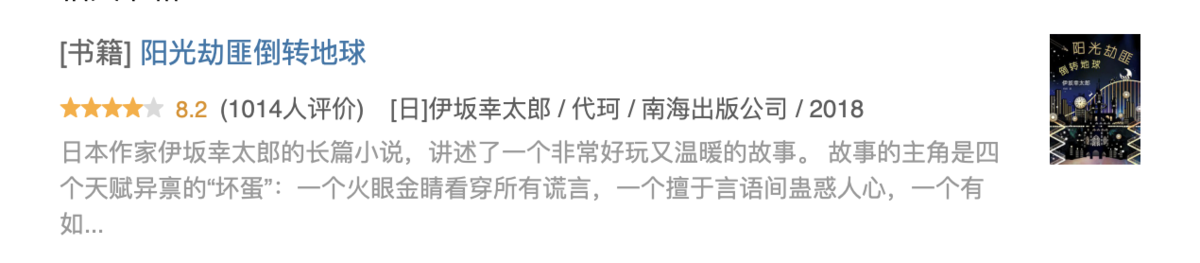 [书籍] 阳光劫匪倒转地球
8.2 (1014人评价) [日]伊坂幸太郎 / 代珂 / 南海出版公司 / 2018
日本作家伊坂幸太郎的长篇小说，讲述了一个非常好玩又温暖的故事。 故事的主角是四
个天赋异禀的“坏蛋”：一个火眼金睛看穿所有谎言，一个擅于言语间蛊惑人心，一个有
如...
阳光劫匪
倒转地球
伊坂幸太郎